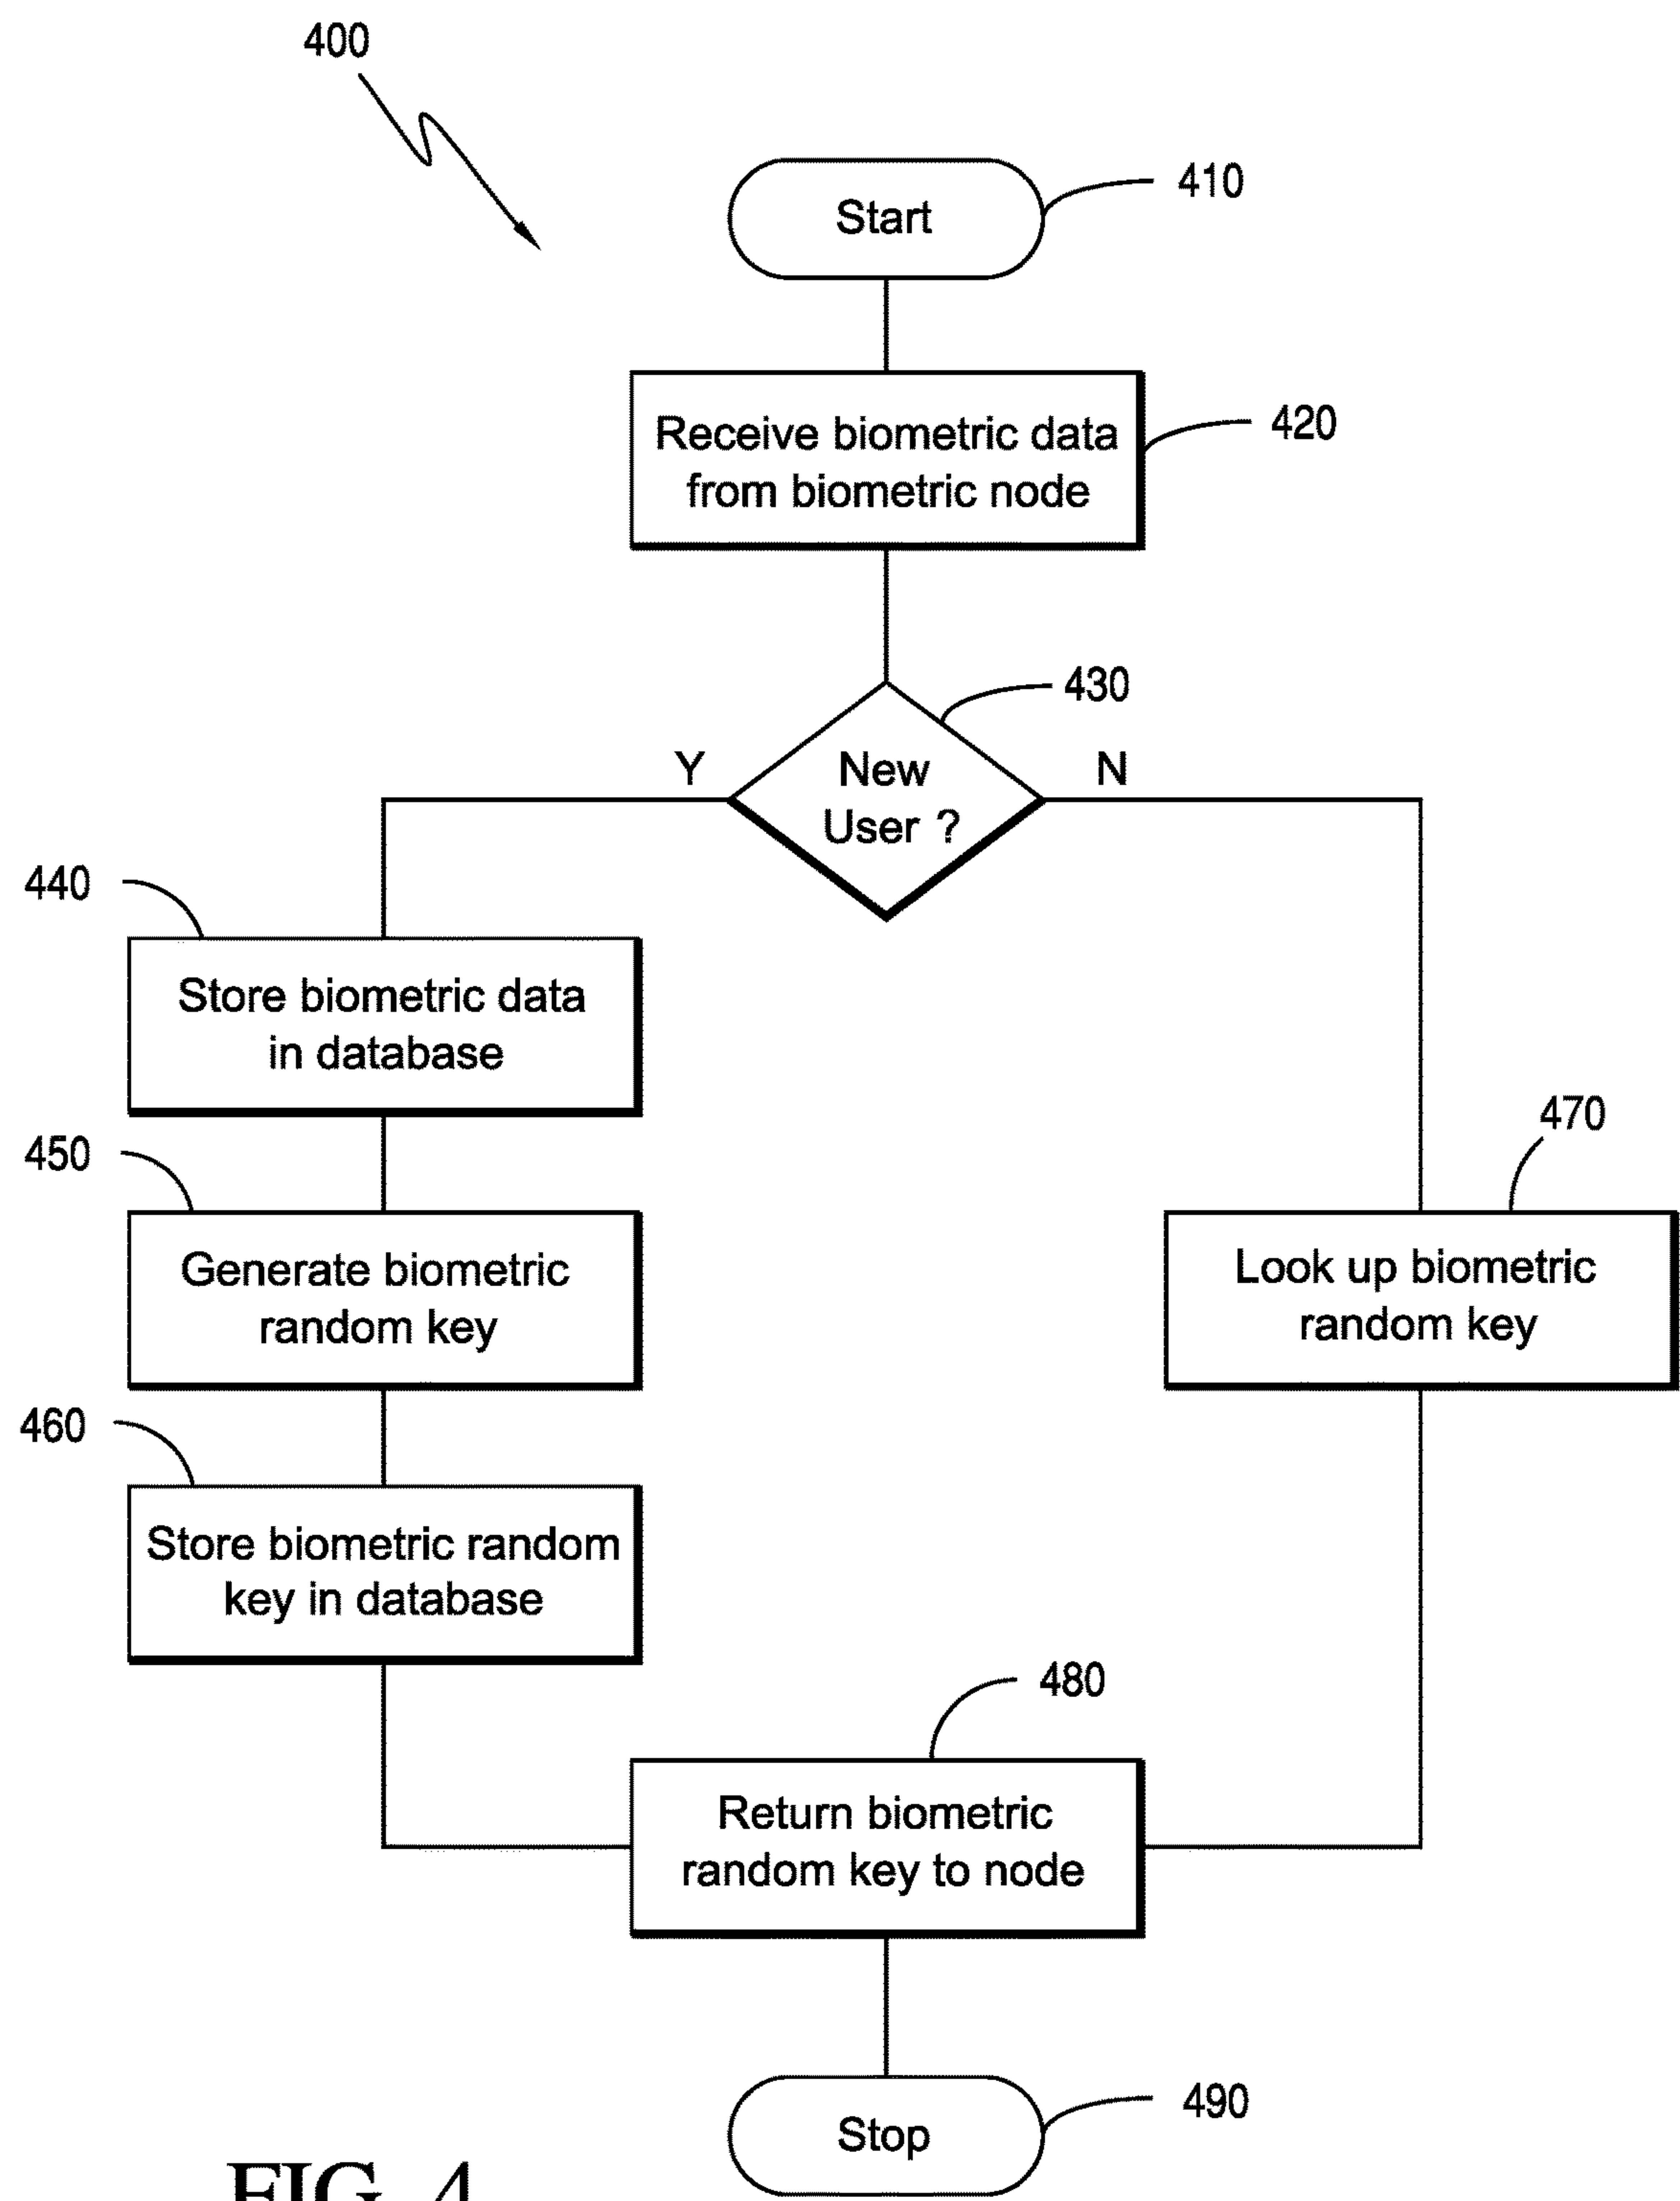 400
Start
410
Receive biometric data
from biometric node
420
430
Y
New
User ?
N
440
Store biometric data
in database
450
Generate biometric
random key
470
Look up biometric
random key
460
Store biometric random
key in database
480
Return biometric
random key to node
Stop
490
FIG. 4